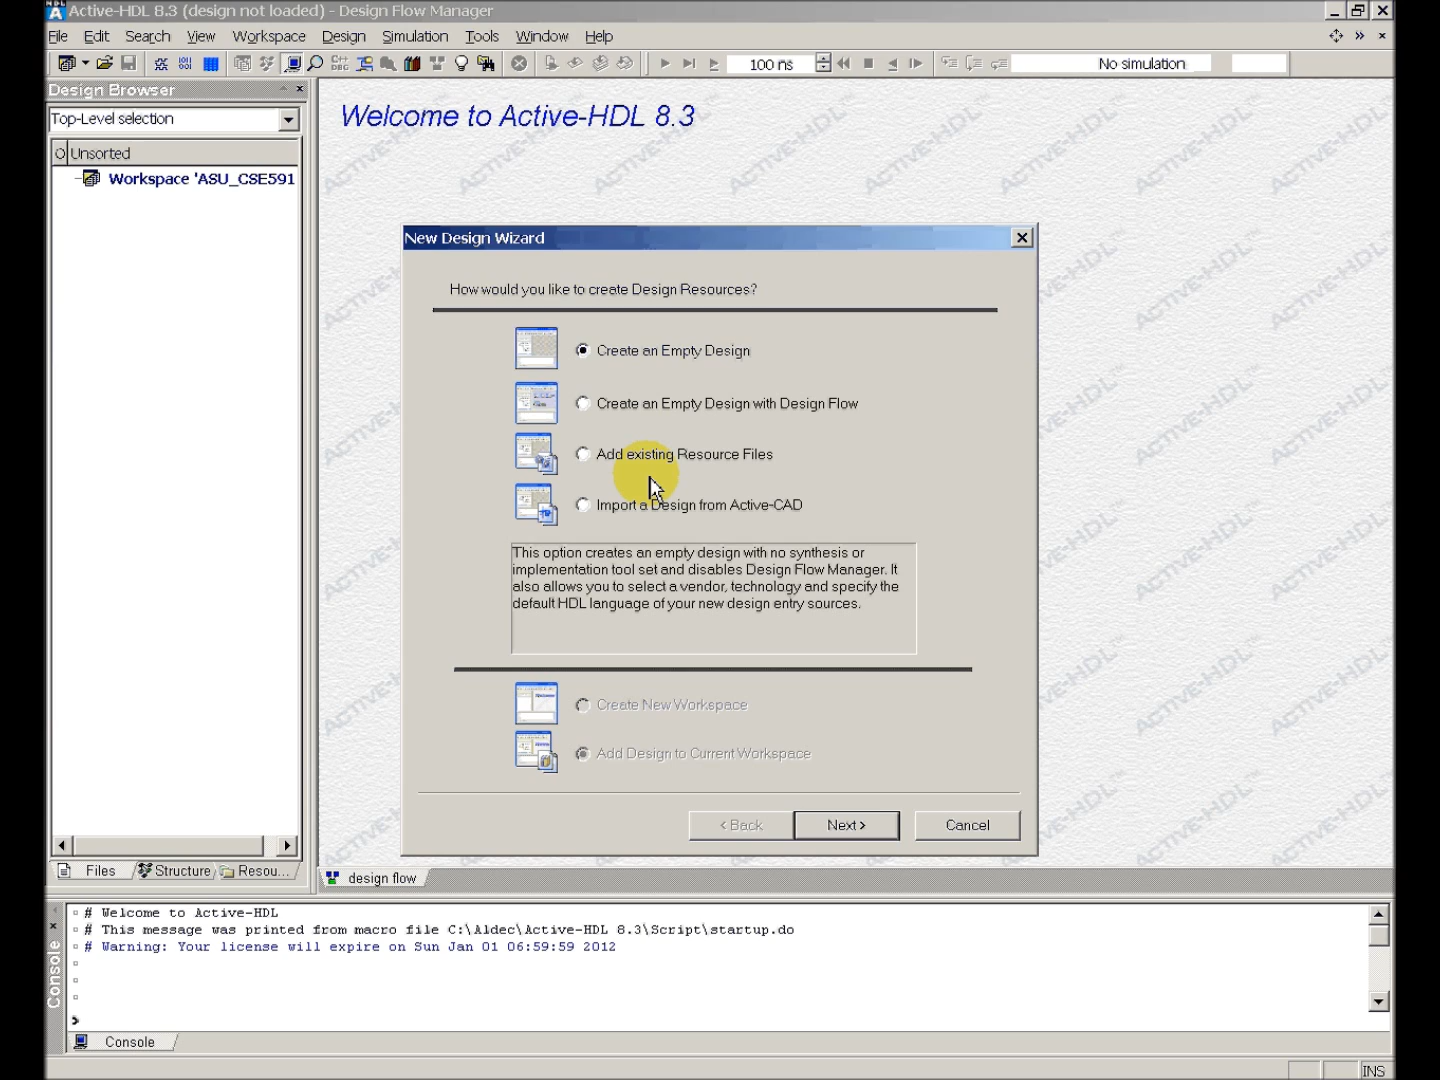 Active-HDL 8.3 (design not loaded) - Design Flow Manager
File Edit Search View Workspace Design Simulation Tools Window Help
100 ns
No simulation
Design Browser
Top-Level selection
Unsorted
Workspace 'ASU_CSE591
Files Structure Resou...
Welcome to Active-HDL 8.3
New Design Wizard
How would you like to create Design Resources?
Create an Empty Design
Create an Empty Design with Design Flow
Add existing Resource Files
Import a Design from Active-CAD
This option creates an empty design with no synthesis or
implementation tool set and disables Design Flow Manager. It
also allows you to select a vendor, technology and specify the
default HDL language of your new design entry sources.
Create New Workspace
Add Design to Current Workspace
< Back Next > Cancel
design flow
# Welcome to Active-HDL
# This message was printed from macro file C:\Aldec\Active-HDL 8.3\Script\startup.do
# Warning: Your license will expire on Sun Jan 01 06:59:59 2012
>
Console
Console
INS
ACTIVE-HDL™